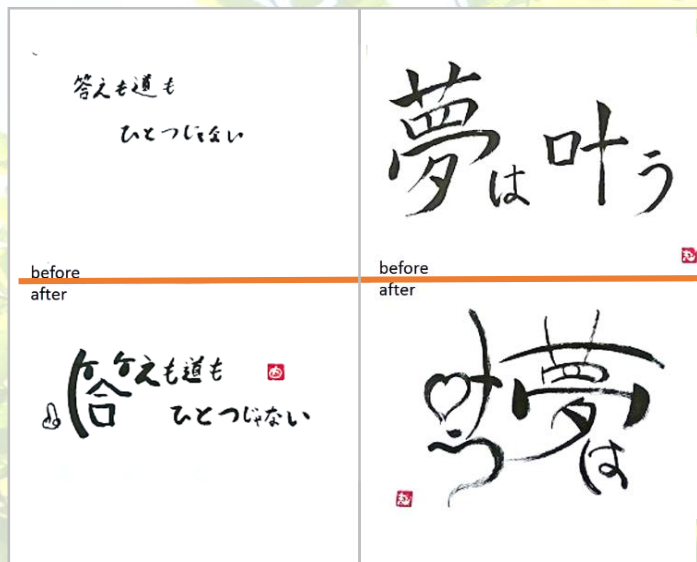 答えも道も
ひとつじゃない
before
after
答えも道も
ひとつじゃない
夢は叶う
before
after
夢は
叶う